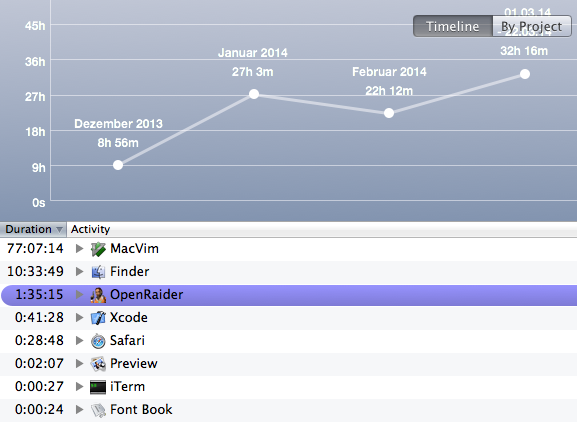 01.03.14
Timeline
By Project
45h
32h 16m
Januar 2014
36h
27h 3m
Februar 2014
22h 12m
27h
Dezember 2013
18h
8h 56m
9h
0s
Duration Activity
77:07:14 MacVim
10:33:49 Finder
1:35:15 OpenRaider
0:41:28 Xcode
0:28:48 Safari
0:02:07 Preview
0:00:27 iTerm
0:00:24 Font Book